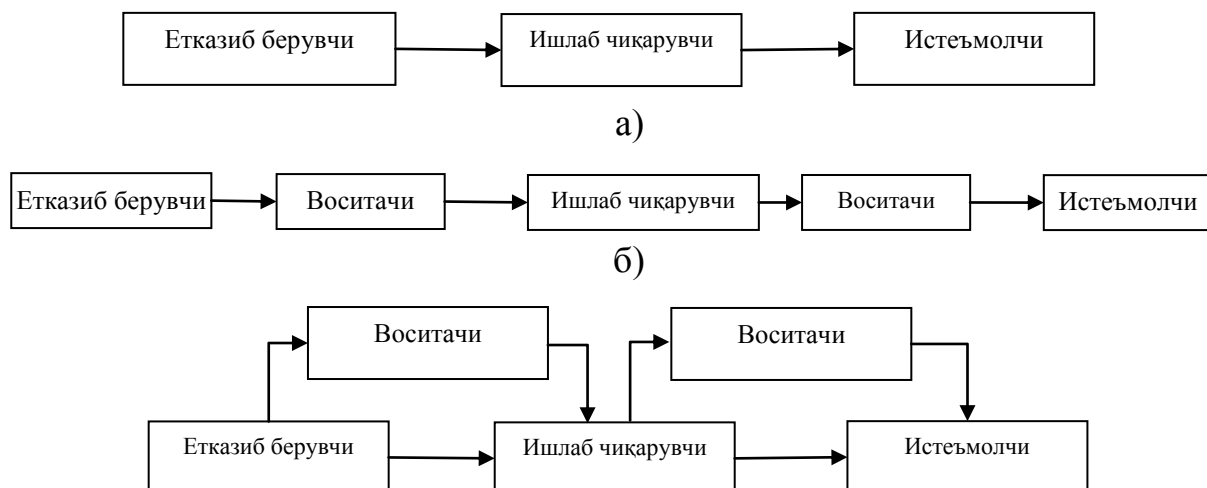 Етказиб берувчи Ишлаб чиқарувчи Истеъмолчи
а)
Етказиб берувчи Воситачи Ишлаб чиқарувчи Воситачи Истеъмолчи
б)
Воситачи Воситачи
Етказиб берувчи Ишлаб чиқарувчи Истеъмолчи